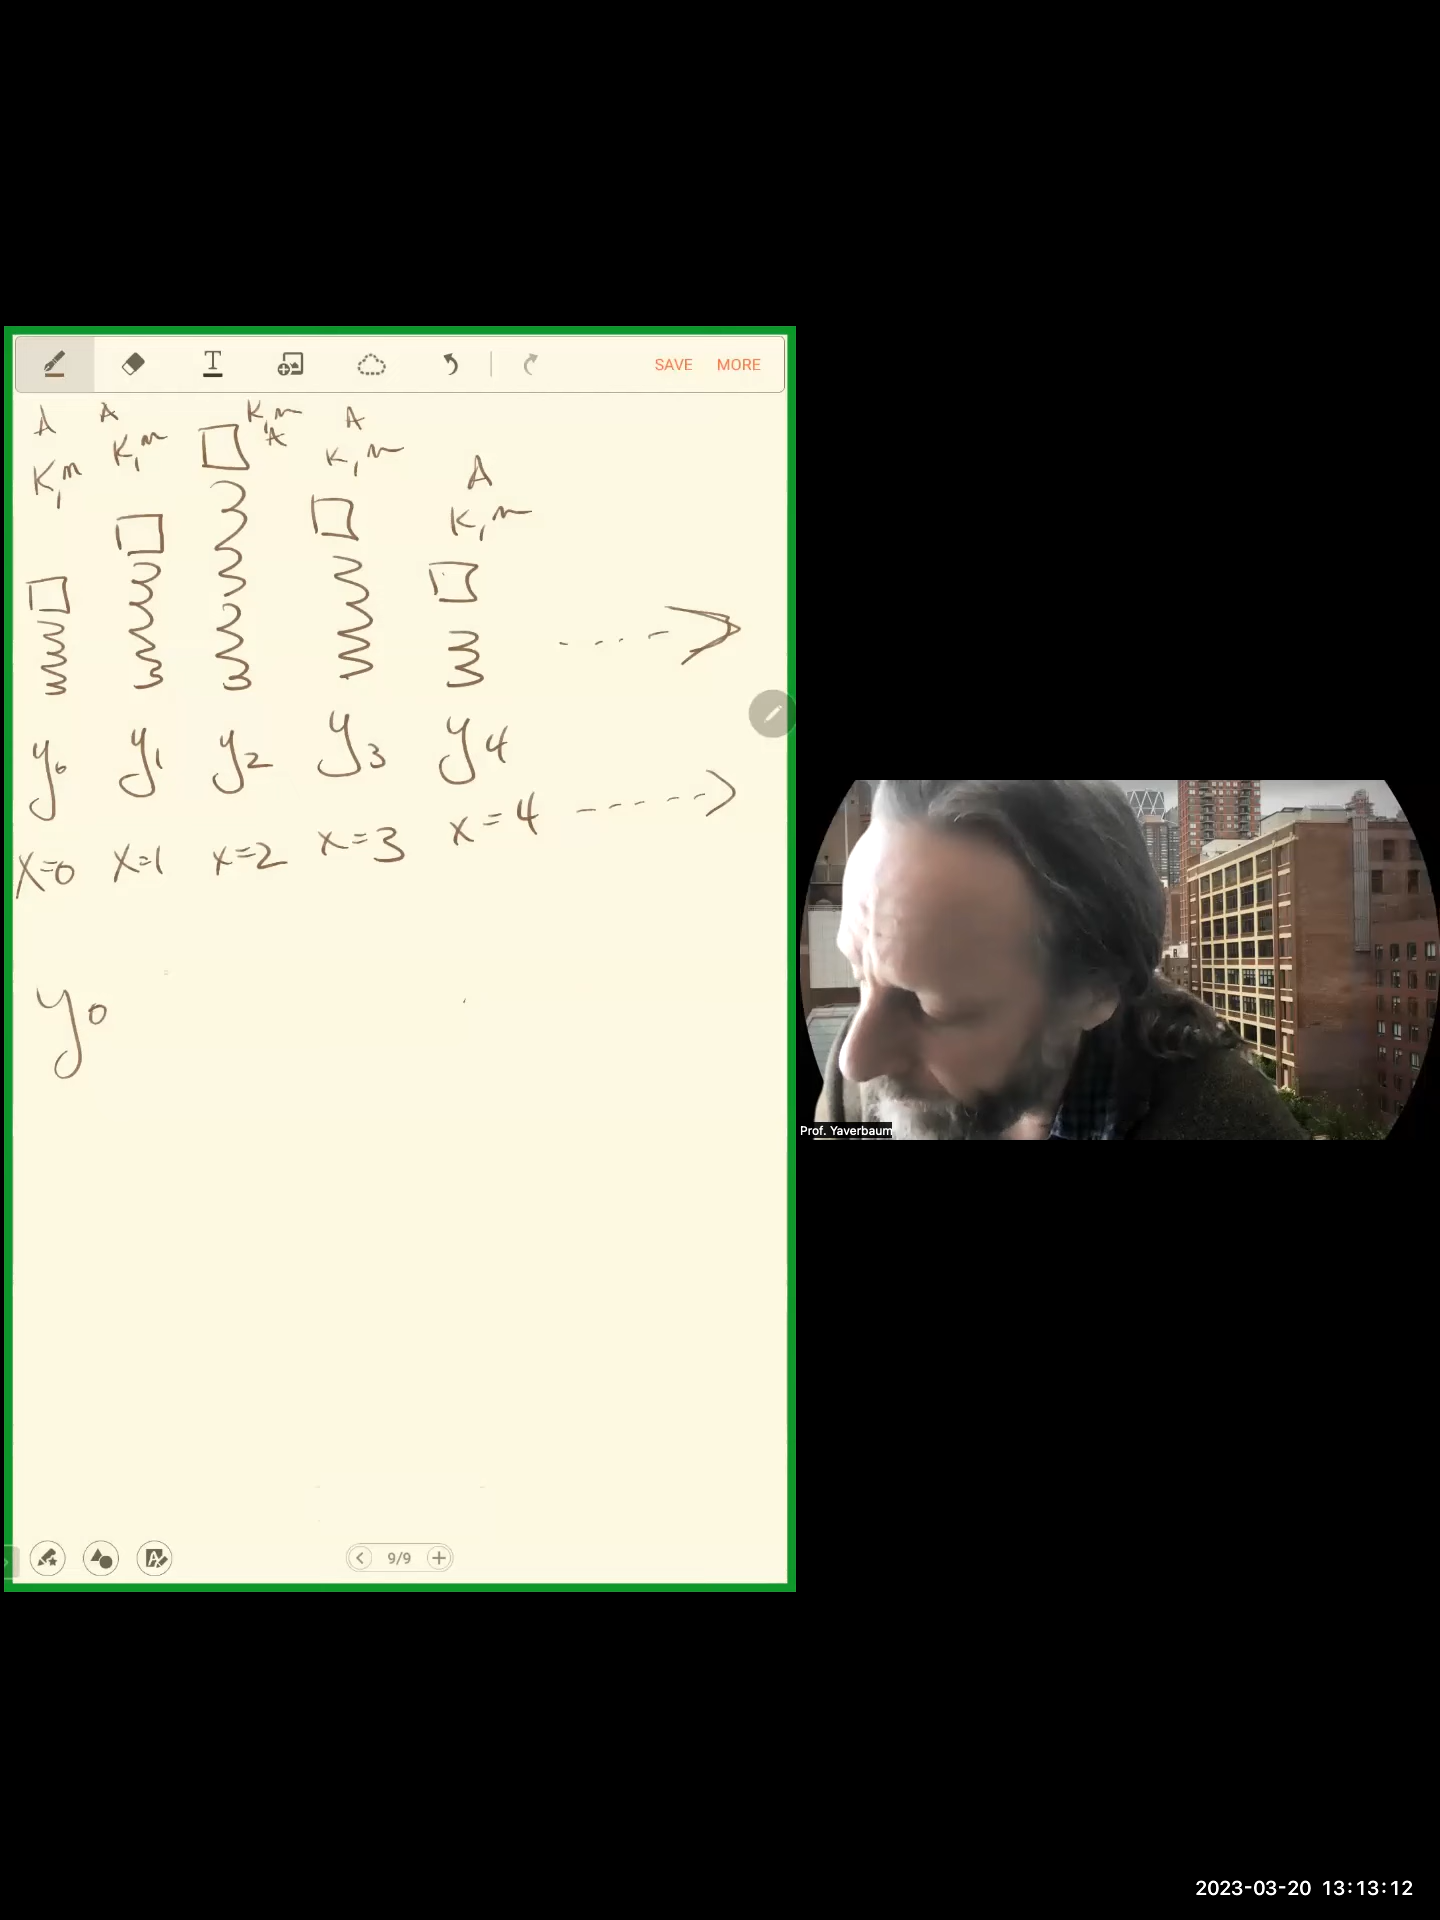 T SAVE MORE
A A K,m A
K,m K,m A K,m A
K,m
y0 y1 y2 y3 y4
x=0 x=1 x=2 x=3 x=4
y0
Prof. Yaverbaum
9/9
2023-03-20 13:13:12